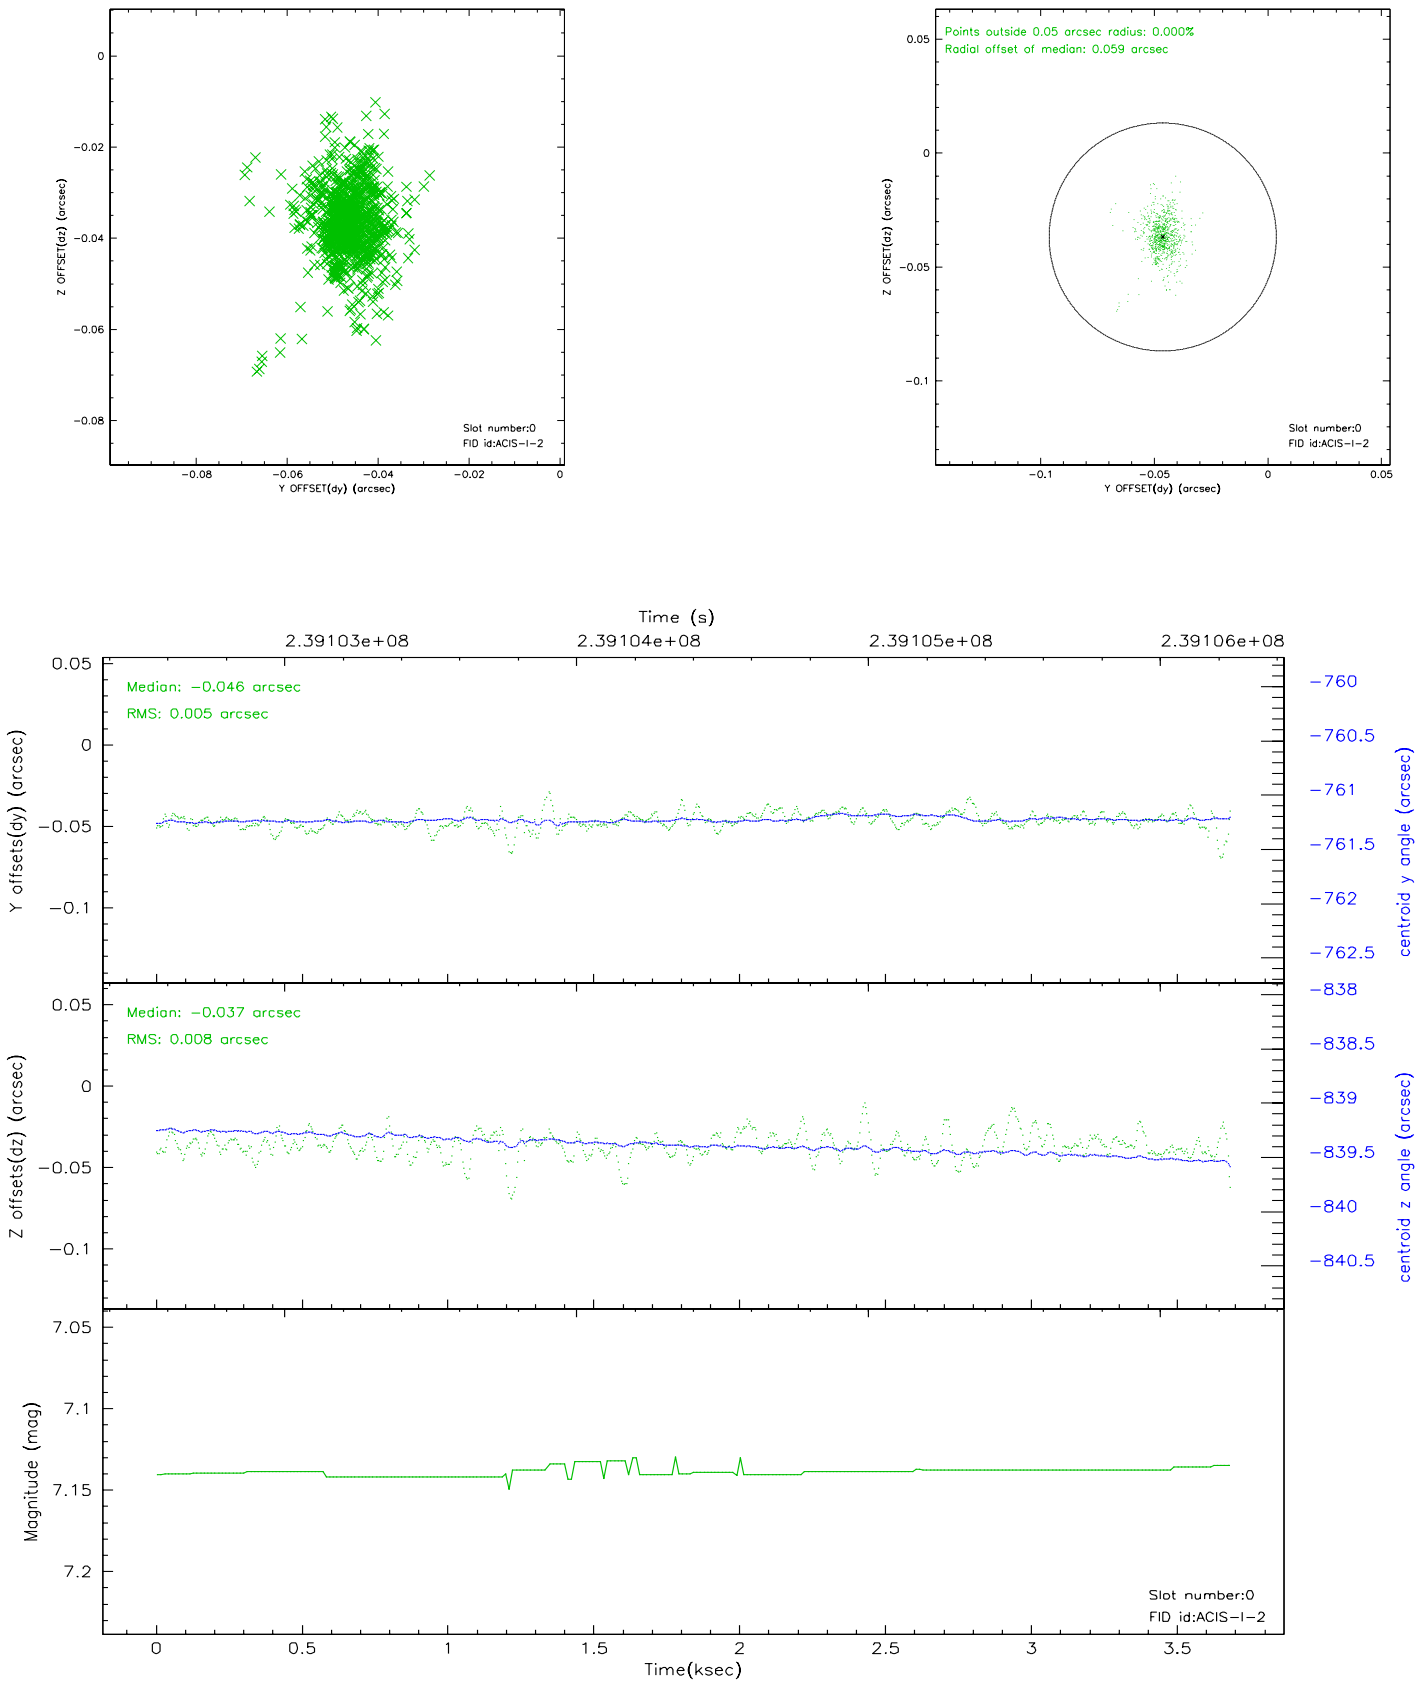 0
-0.02
-0.04
-0.06
-0.08
Z OFFSET(dz) (arcsec)
Slot number:0
FID id:ACIS-I-2
-0.08 -0.06 -0.04 -0.02 0
Y OFFSET(dy) (arcsec)
Points outside 0.05 arcsec radius: 0.000%
Radial offset of median: 0.059 arcsec
0.05
0
-0.05
-0.1
Z OFFSET(dz) (arcsec)
Slot number:0
FID id:ACIS-I-2
-0.1 -0.05 0 0.05
Y OFFSET(dy) (arcsec)
Time (s)
2.39103e+08 2.39104e+08 2.39105e+08 2.39106e+08
Median: -0.046 arcsec
RMS: 0.005 arcsec
0.05
0
-0.05
-0.1
Y offsets(dy) (arcsec)
-760
-760.5
-761
-761.5
-762
-762.5
centroid y angle (arcsec)
Median: -0.037 arcsec
RMS: 0.008 arcsec
0.05
0
-0.05
-0.1
Z offsets(dz) (arcsec)
-838
-838.5
-839
-839.5
-840
-840.5
centroid z angle (arcsec)
7.05
7.1
7.15
7.2
Magnitude (mag)
Slot number:0
FID id:ACIS-I-2
0 0.5 1 1.5 2 2.5 3 3.5
Time(ksec)